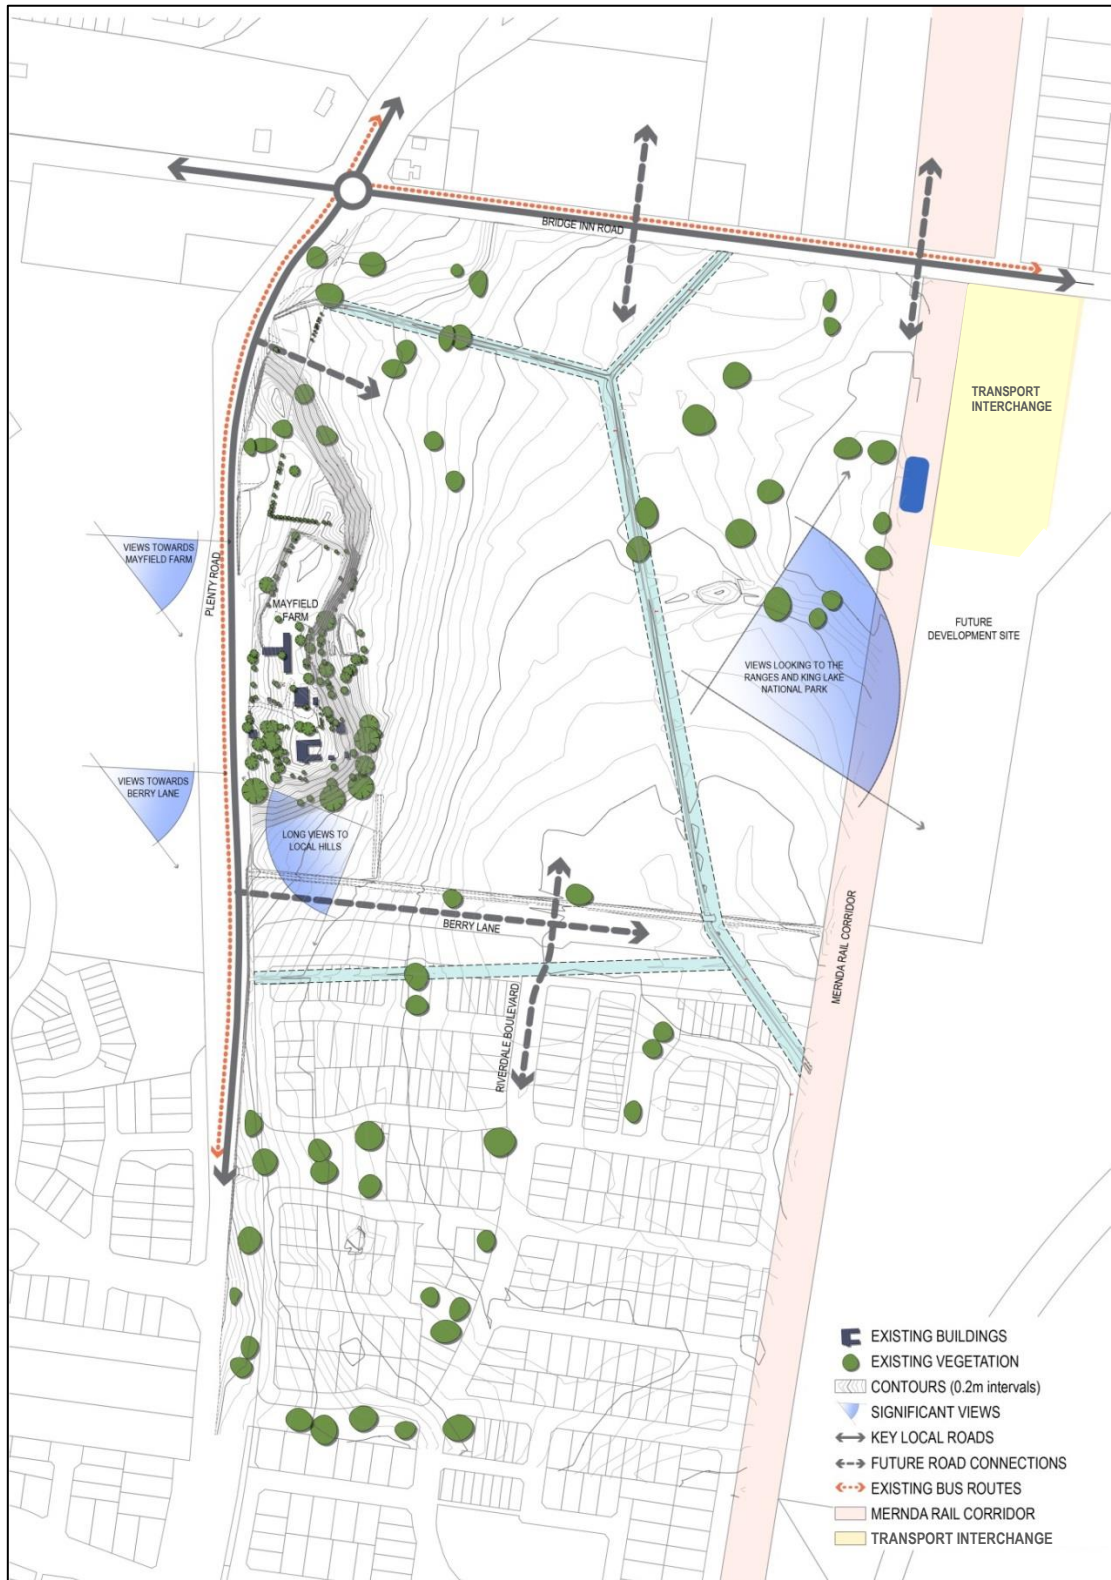 BRIDGE INN ROAD
TRANSPORT
INTERCHANGE
VIEWS TOWARDS
MAYFIELD FARM
PLENTY ROAD
MAYFIELD
FARM
FUTURE
DEVELOPMENT SITE
VIEWS LOOKING TO THE
RANGES AND KING LAKE
NATIONAL PARK
VIEWS TOWARDS
BERRY LANE
LONG VIEWS TO
LOCAL HILLS
BERRY LANE
MERNDA RAIL CORRIDOR
RIVERDALE BOULEVARD
EXISTING BUILDINGS
EXISTING VEGETATION
CONTOURS (0.2m intervals)
SIGNIFICANT VIEWS
KEY LOCAL ROADS
FUTURE ROAD CONNECTIONS
EXISTING BUS ROUTES
MERNDA RAIL CORRIDOR
TRANSPORT INTERCHANGE